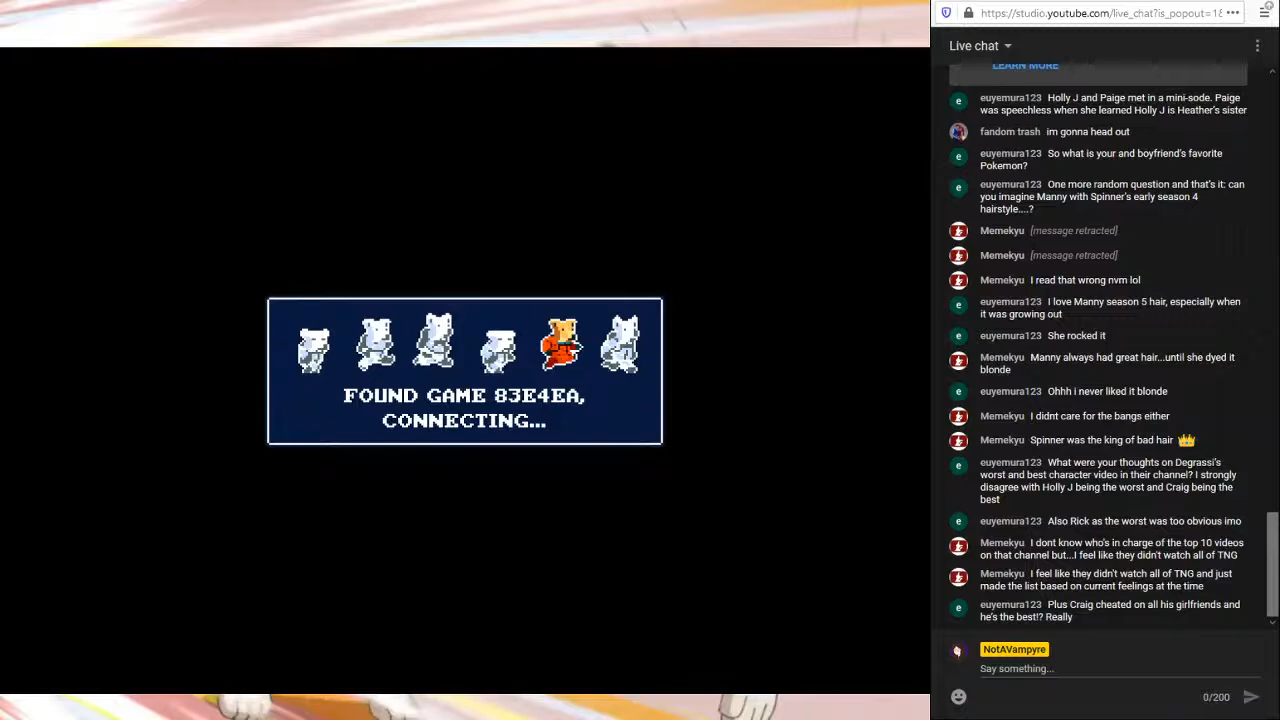 https://studio.youtube.com/live_chat?is_popout=1&
Live chat
LEARN MORE
euyemura123 Holly J and Paige met in a mini-sode. Paige
was speechless when she learned Holly J is Heather's sister
fandom trash im gonna head out
euyemura123 So what is your and boyfriend's favorite
Pokemon?
euyemura123 One more random question and that's it: can
you imagine Manny with Spinner's early season 4
hairstyle....?
Memekyu [message retracted]
Memekyu [message retracted]
Memekyu I read that wrong nvm lol
euyemura123 I love Manny season 5 hair, especially when
it was growing out
euyemura123 She rocked it
Memekyu Manny always had great hair...until she dyed it
blonde
euyemura123 Ohhh i never liked it blonde
Memekyu I didnt care for the bangs either
Memekyu Spinner was the king of bad hair 👑
euyemura123 What were your thoughts on Degrassi's
worst and best character video in their channel? I strongly
disagree with Holly J being the worst and Craig being the
best
euyemura123 Also Rick as the worst was too obvious imo
Memekyu I dont know who's in charge of the top 10 videos
on that channel but...I feel like they didn't watch all of TNG
Memekyu I feel like they didn't watch all of TNG and just
made the list based on current feelings at the time
euyemura123 Plus Craig cheated on all his girlfriends and
he's the best!? Really
NotAVampyre
Say something...
0/200
FOUND GAME 83E4EA,
CONNECTING...